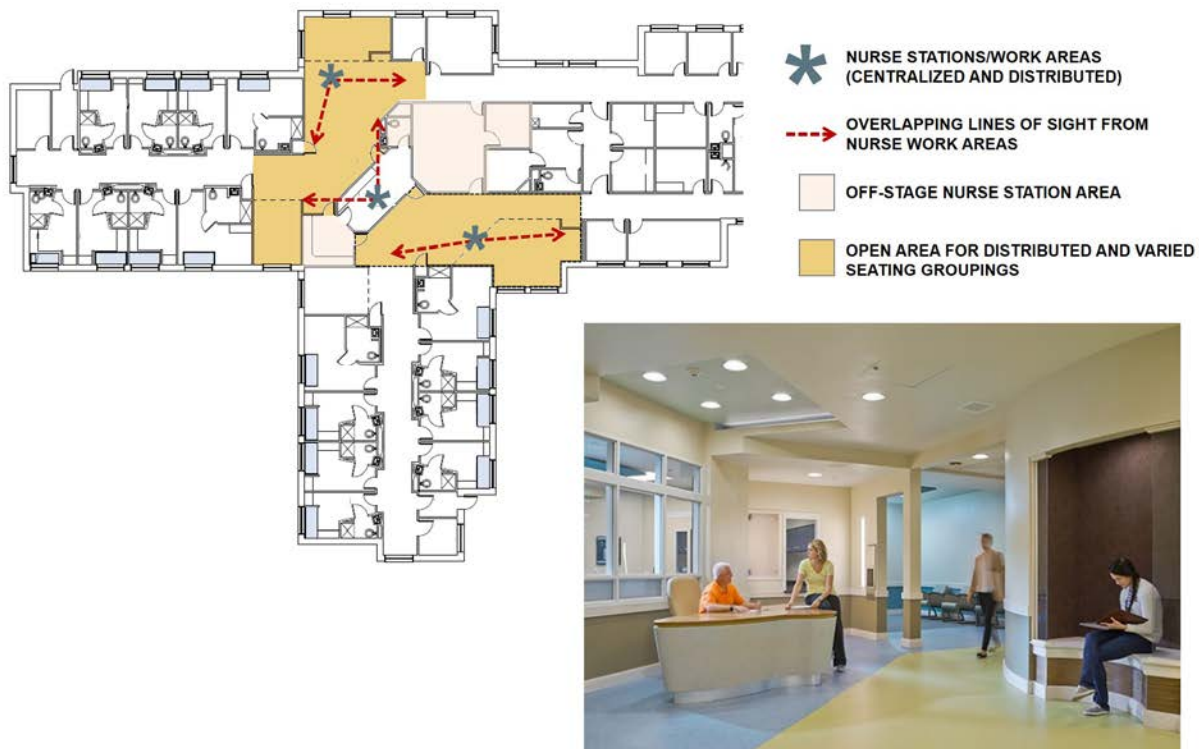 NURSE STATIONS/WORK AREAS
(CENTRALIZED AND DISTRIBUTED)
OVERLAPPING LINES OF SIGHT FROM
NURSE WORK AREAS
OFF-STAGE NURSE STATION AREA
OPEN AREA FOR DISTRIBUTED AND VARIED
SEATING GROUPINGS